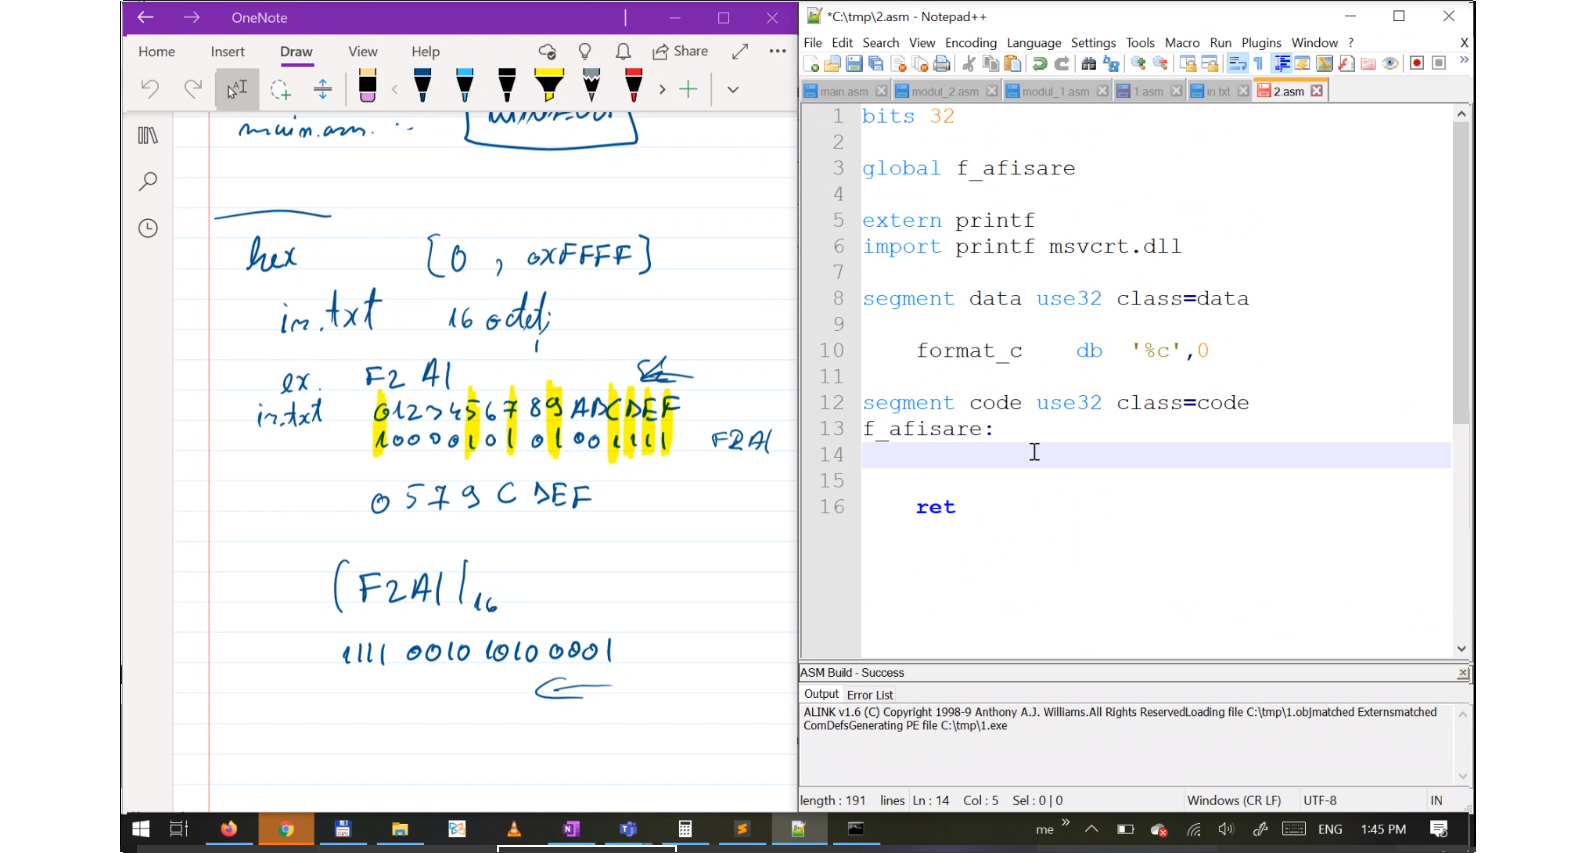 OneNote
Home Insert Draw View Help Share
main.asm
hex [0, 0xFFFF]
in.txt 16 octeți
ex. F2 A1
in.txt 0123456789ABCDEF
1000010101001111 F2A1
0 5 7 9 C D E F
(F2A1)16
1111 0010 1010 0001
*C:\tmp\2.asm - Notepad++
File Edit Search View Encoding Language Settings Tools Macro Run Plugins Window ? X
main.asm modul_2.asm modul_1.asm 1.asm in.txt 2.asm
1 bits 32
2
3 global f_afisare
4
5 extern printf
6 import printf msvcrt.dll
7
8 segment data use32 class=data
9
10 format_c db '%c',0
11
12 segment code use32 class=code
13 f_afisare:
14
15
16 ret
ASM Build - Success
Output Error List
ALINK v1.6 (C) Copyright 1998-9 Anthony A.J. Williams.All Rights ReservedLoading file C:\tmp\1.objmatched Externsmatched
ComDefsGenerating PE file C:\tmp\1.exe
length : 191 lines Ln : 14 Col : 5 Sel : 0 | 0 Windows (CR LF) UTF-8 IN
me » ENG 1:45 PM